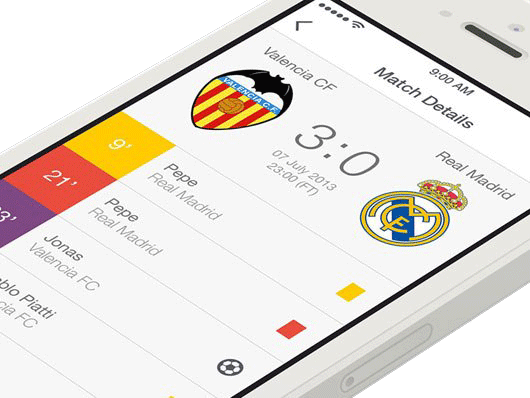 9:00 AM
Match Details
Valencia CF
Real Madrid
VALENCIA C.F.
3:0
07 July 2013
23:00 (FT)
9'
Pepe
Real Madrid
21'
Pepe
Real Madrid
Jonas
Valencia FC
Piatti
FC